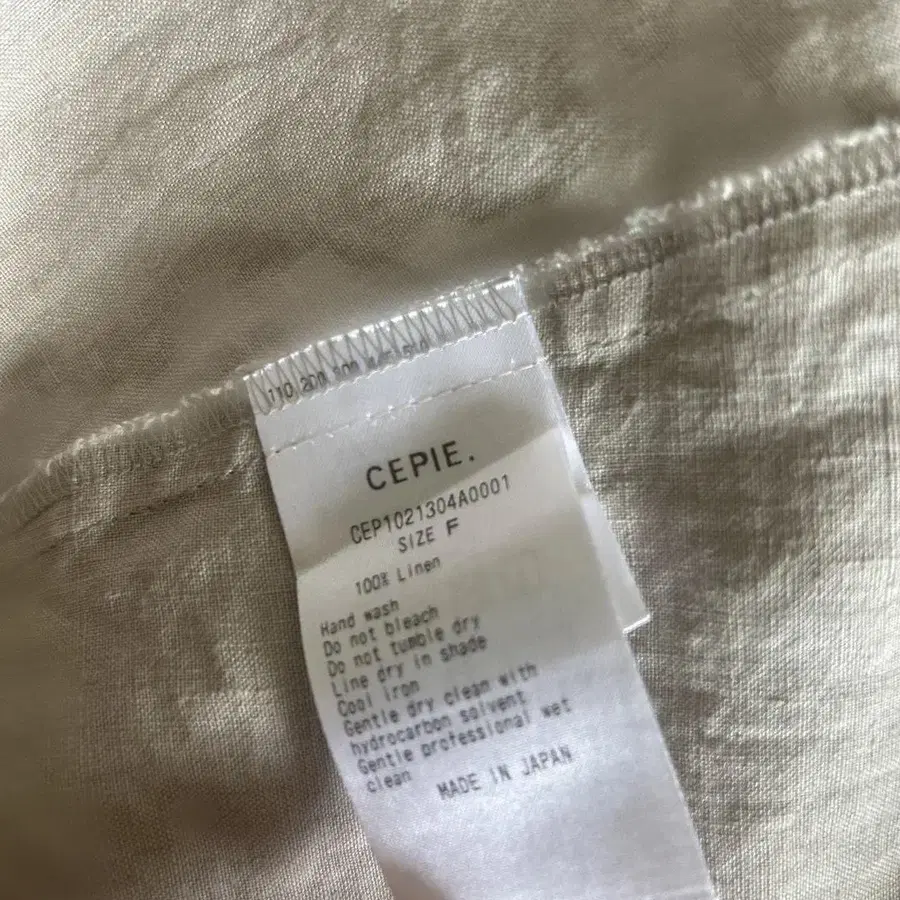 CEPIE.
CEP1021304A0001
SIZE F
100% Linen
Hand wash
Do not bleach
Do not tumble dry
Line dry in shade
Cool iron
Gentle dry clean with
hydrocarbon solvent
Gentle professional wet
clean
MADE IN JAPAN